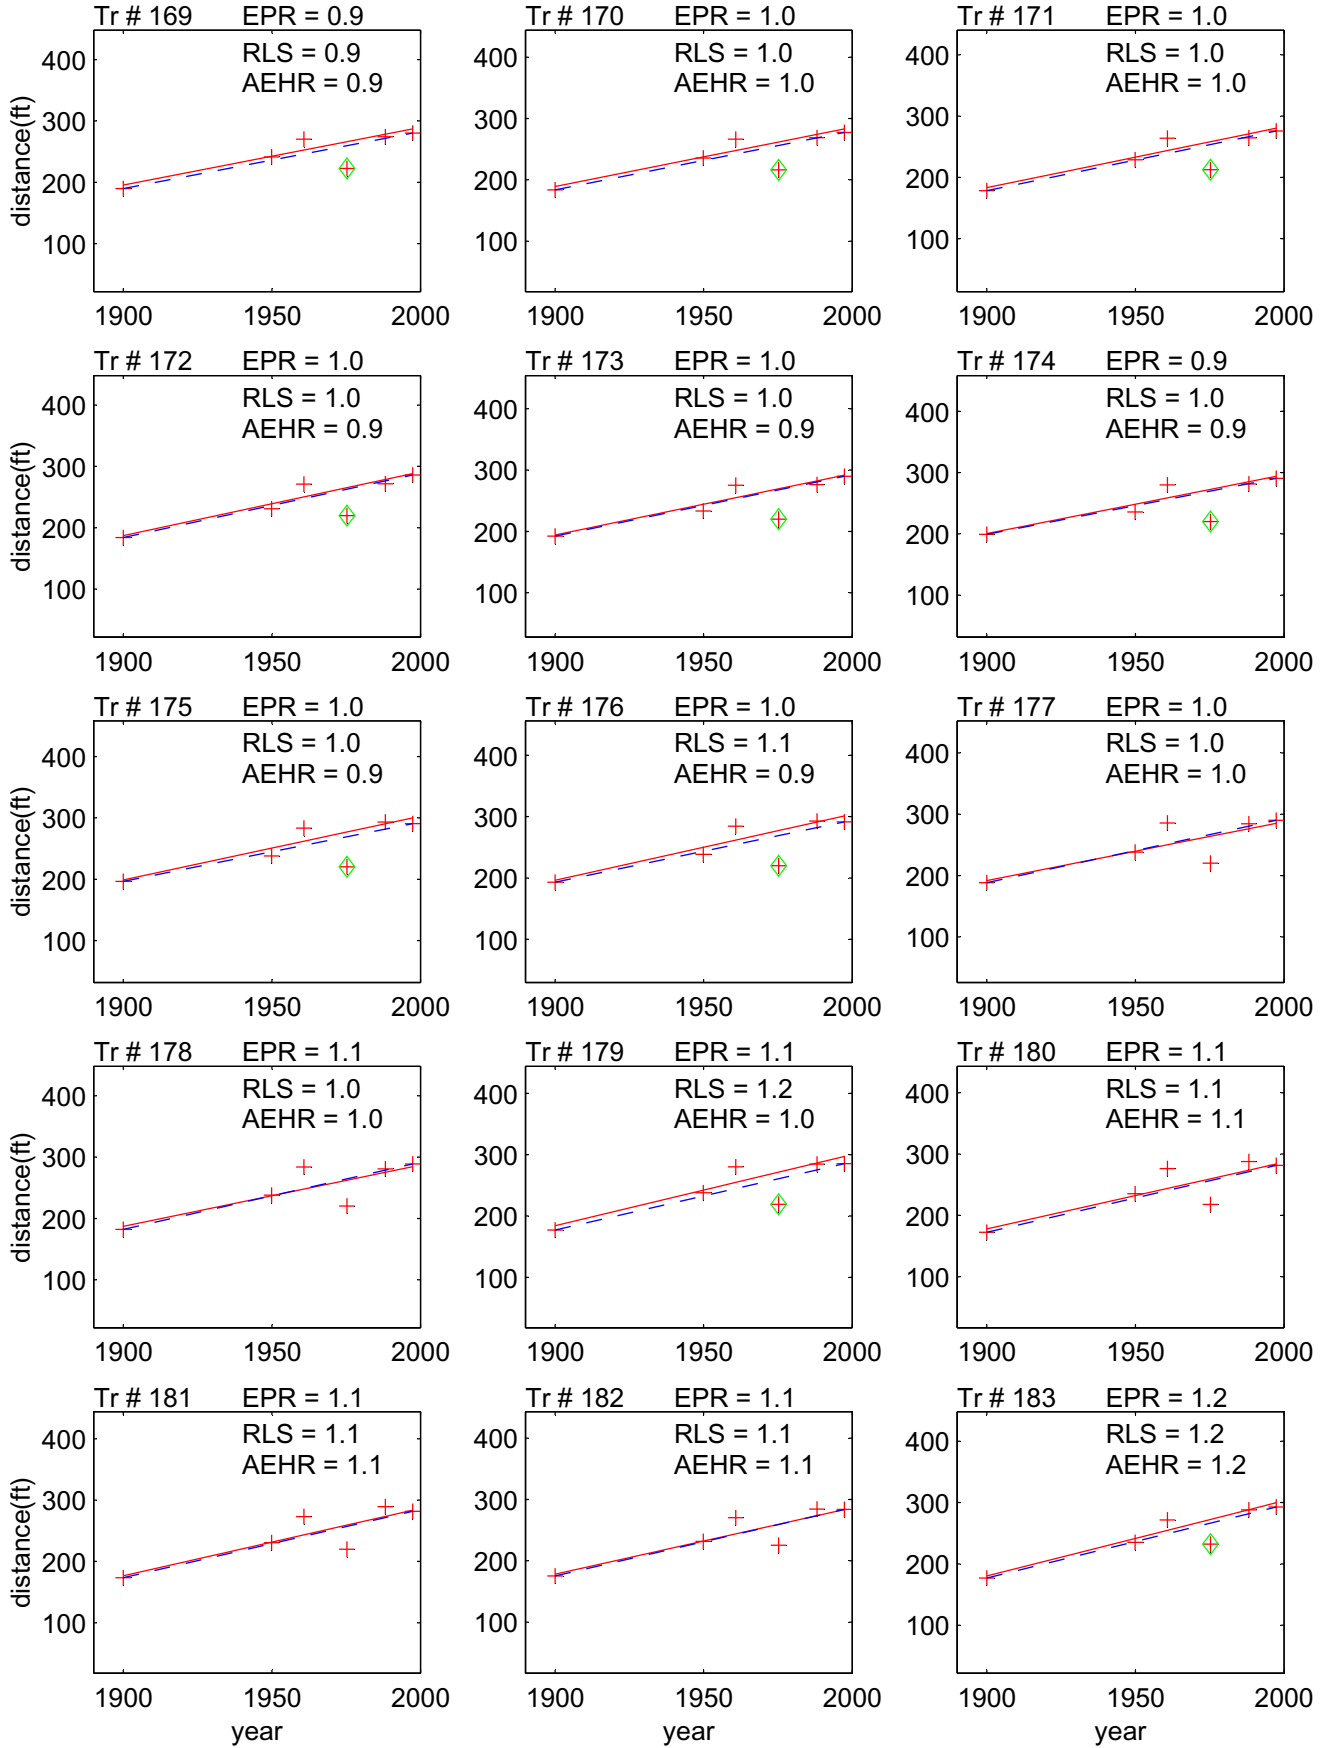 Tr # 169 EPR = 0.9 Tr # 170 EPR = 1.0 Tr # 171 EPR = 1.0
RLS = 0.9 RLS = 1.0 RLS = 1.0
AEHR = 0.9 AEHR = 1.0 AEHR = 1.0
400 400 400
300 300 300
200 200 200
100 100 100
distance(ft)
1900 1950 2000 1900 1950 2000 1900 1950 2000
Tr # 172 EPR = 1.0 Tr # 173 EPR = 1.0 Tr # 174 EPR = 0.9
RLS = 1.0 RLS = 1.0 RLS = 1.0
AEHR = 0.9 AEHR = 0.9 AEHR = 0.9
400 400 400
300 300 300
200 200 200
100 100 100
distance(ft)
1900 1950 2000 1900 1950 2000 1900 1950 2000
Tr # 175 EPR = 1.0 Tr # 176 EPR = 1.0 Tr # 177 EPR = 1.0
RLS = 1.0 RLS = 1.1 RLS = 1.0
AEHR = 0.9 AEHR = 0.9 AEHR = 1.0
400 400 400
300 300 300
200 200 200
100 100 100
distance(ft)
1900 1950 2000 1900 1950 2000 1900 1950 2000
Tr # 178 EPR = 1.1 Tr # 179 EPR = 1.1 Tr # 180 EPR = 1.1
RLS = 1.0 RLS = 1.2 RLS = 1.1
AEHR = 1.0 AEHR = 1.0 AEHR = 1.1
400 400 400
300 300 300
200 200 200
100 100 100
distance(ft)
1900 1950 2000 1900 1950 2000 1900 1950 2000
Tr # 181 EPR = 1.1 Tr # 182 EPR = 1.1 Tr # 183 EPR = 1.2
RLS = 1.1 RLS = 1.1 RLS = 1.2
AEHR = 1.1 AEHR = 1.1 AEHR = 1.2
400 400 400
300 300 300
200 200 200
100 100 100
distance(ft)
1900 1950 2000 1900 1950 2000 1900 1950 2000
year year year